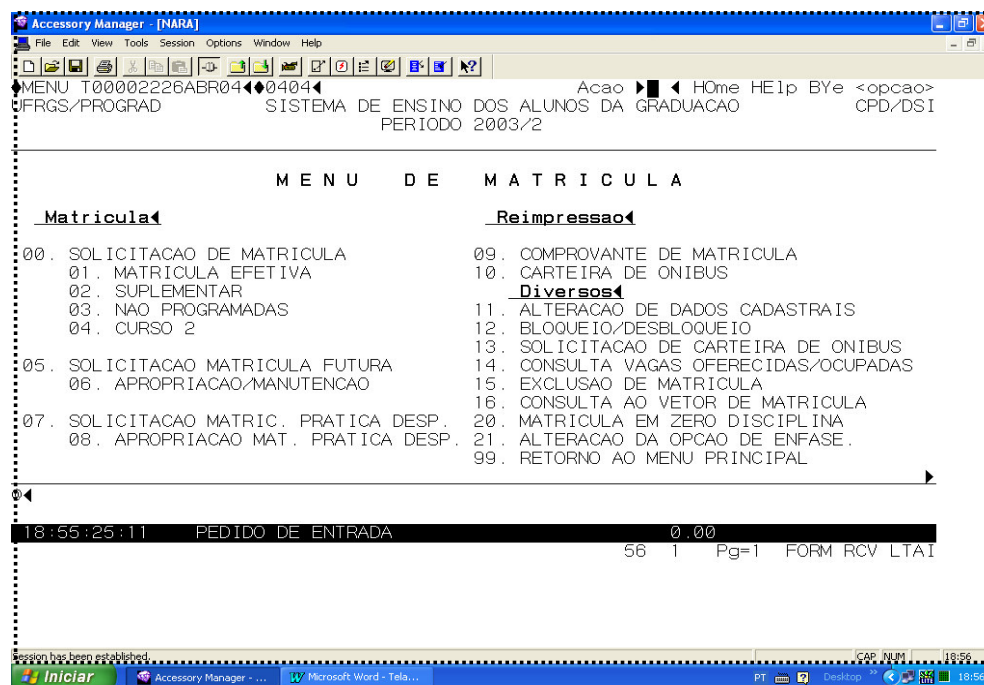 Accessory Manager - [NARA]
File Edit View Tools Session Options Window Help
MENU T00002226ABR04 0404 Acao HOme HElp BYe <opcao>
UFRGS/PROGRAD SISTEMA DE ENSINO DOS ALUNOS DA GRADUACAO CPD/DSI
PERIODO 2003/2
MENU DE MATRICULA
Matricula Reimpressao
00. SOLICITACAO DE MATRICULA 09. COMPROVANTE DE MATRICULA
01. MATRICULA EFETIVA 10. CARTEIRA DE ONIBUS
02. SUPLEMENTAR Diversos
03. NAO PROGRAMADAS 11. ALTERACAO DE DADOS CADASTRAIS
04. CURSO 2 12. BLOQUEIO/DESBLOQUEIO
13. SOLICITACAO DE CARTEIRA DE ONIBUS
05. SOLICITACAO MATRICULA FUTURA 14. CONSULTA VAGAS OFERECIDAS/OCUPADAS
06. APROPRIACAO/MANUTENCAO 15. EXCLUSAO DE MATRICULA
16. CONSULTA AO VETOR DE MATRICULA
07. SOLICITACAO MATRIC. PRATICA DESP. 20. MATRICULA EM ZERO DISCIPLINA
08. APROPRIACAO MAT. PRATICA DESP. 21. ALTERACAO DA OPCAO DE ENFASE.
99. RETORNO AO MENU PRINCIPAL
18:55:25:11 PEDIDO DE ENTRADA 0.00
56 1 Pg=1 FORM RCV LTAI
Session has been established. CAP NUM 18:56
Iniciar Accessory Manager - ... Microsoft Word - Tela... PT Desktop » 18:56